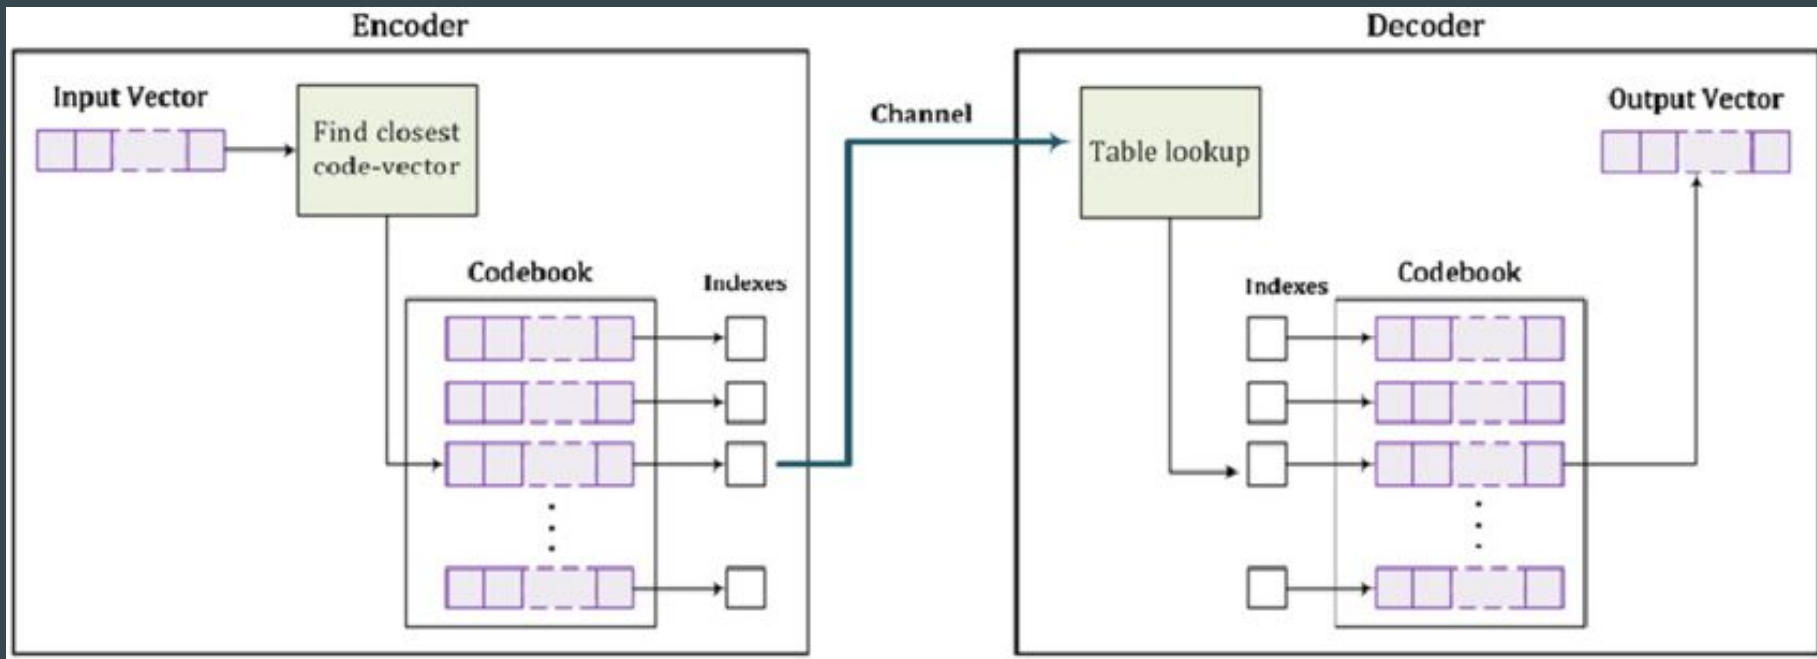 Encoder
Input Vector
Find closest
code-vector
Codebook
Indexes
Channel
Decoder
Table lookup
Output Vector
Indexes
Codebook